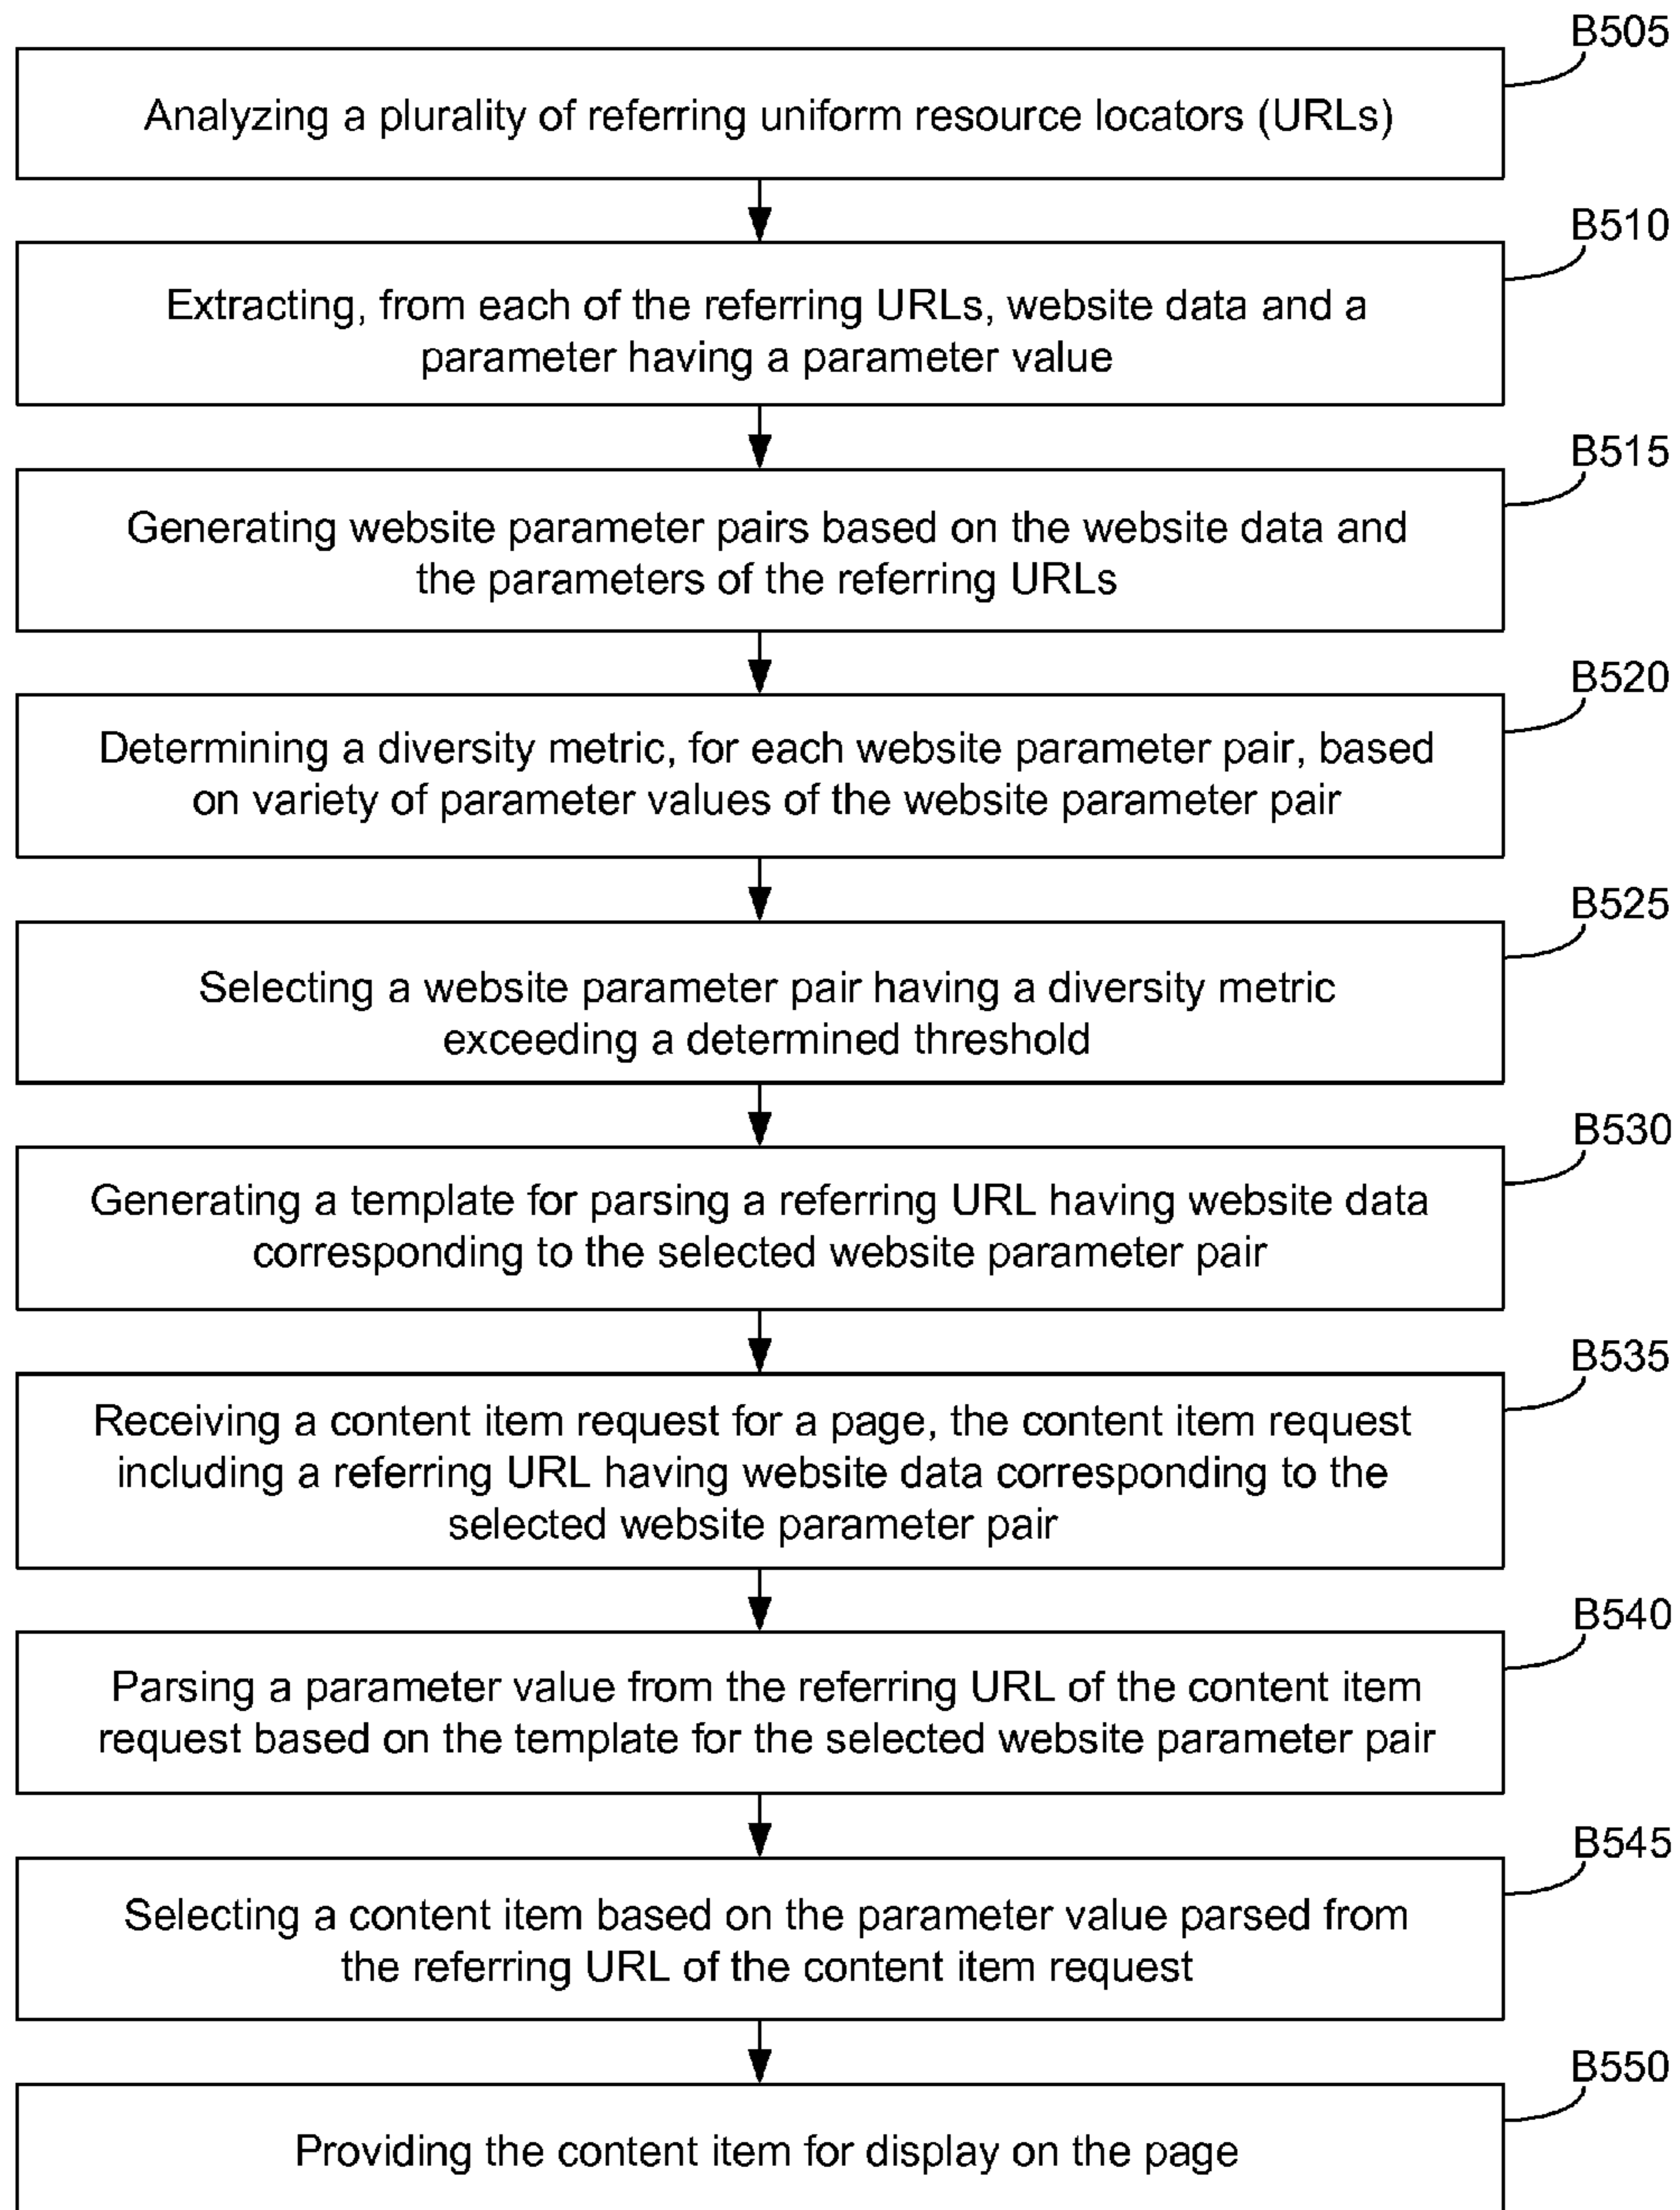 B505
Analyzing a plurality of referring uniform resource locators (URLs)
B510
Extracting, from each of the referring URLs, website data and a
parameter having a parameter value
B515
Generating website parameter pairs based on the website data and
the parameters of the referring URLs
B520
Determining a diversity metric, for each website parameter pair, based
on variety of parameter values of the website parameter pair
B525
Selecting a website parameter pair having a diversity metric
exceeding a determined threshold
B530
Generating a template for parsing a referring URL having website data
corresponding to the selected website parameter pair
B535
Receiving a content item request for a page, the content item request
including a referring URL having website data corresponding to the
selected website parameter pair
B540
Parsing a parameter value from the referring URL of the content item
request based on the template for the selected website parameter pair
B545
Selecting a content item based on the parameter value parsed from
the referring URL of the content item request
B550
Providing the content item for display on the page